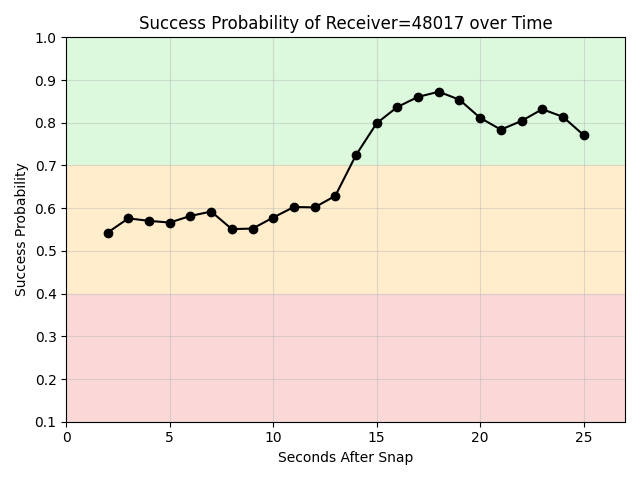 Success Probability of Receiver=48017 over Time
1.0
0.9
0.8
0.7
0.6
0.5
0.4
0.3
0.2
0.1
Success Probability
0 5 10 15 20 25
Seconds After Snap